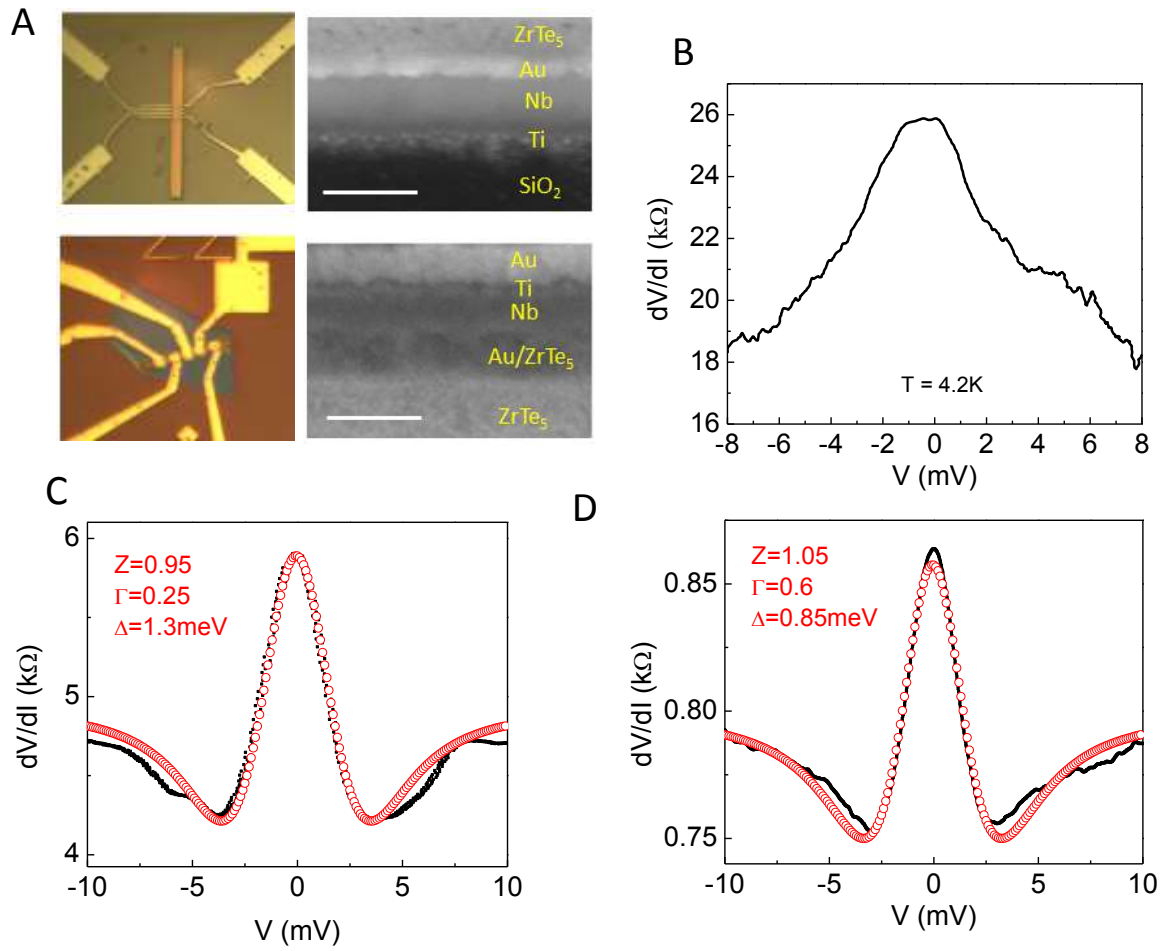 A
ZrTe₅
Au
Nb
Ti
SiO₂
Au
Ti
Nb
Au/ZrTe₅
ZrTe₅
B
26
24
22
20
18
16
dV/dI (kΩ)
T = 4.2K
-8 -6 -4 -2 0 2 4 6 8
V (mV)
C
6
5
4
dV/dI (kΩ)
Z=0.95
Γ=0.25
Δ=1.3meV
-10 -5 0 5 10
V (mV)
D
0.85
0.80
0.75
dV/dI (kΩ)
Z=1.05
Γ=0.6
Δ=0.85meV
-10 -5 0 5 10
V (mV)